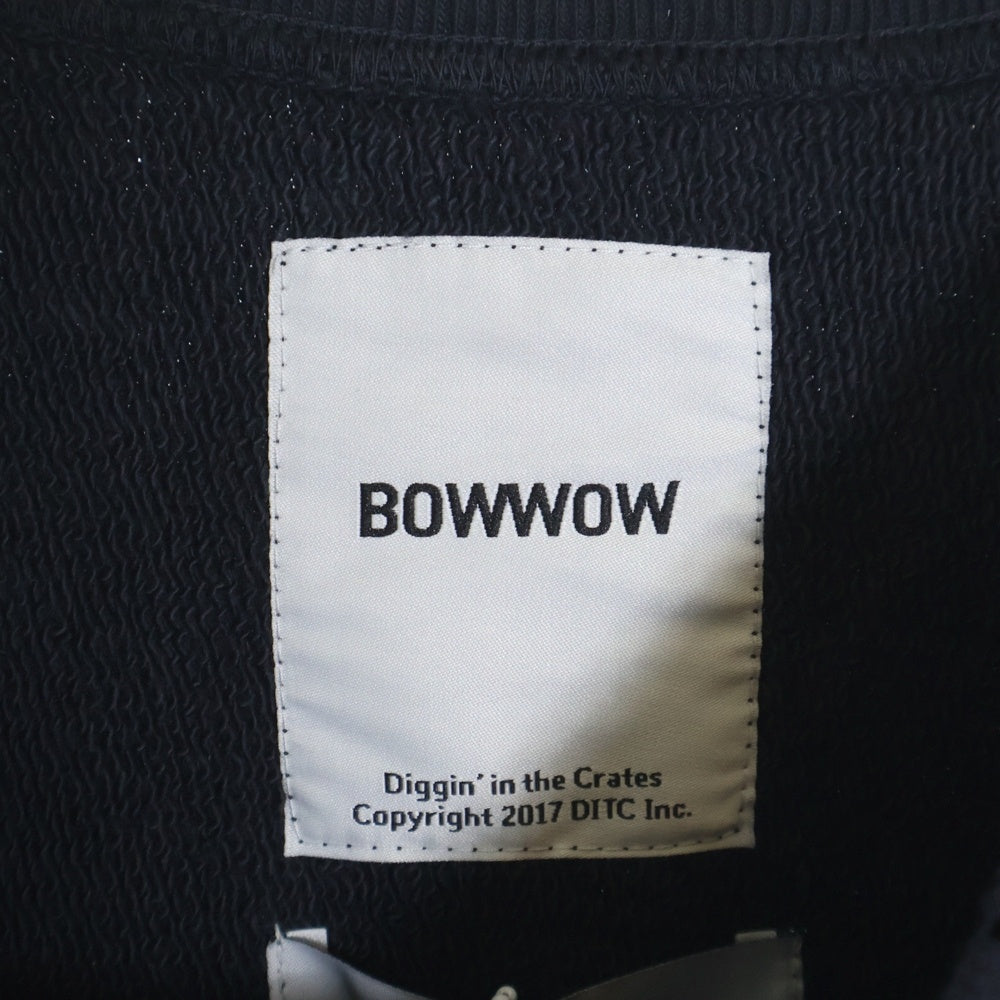 BOWWOW
Diggin' in the Crates
Copyright 2017 DITC Inc.